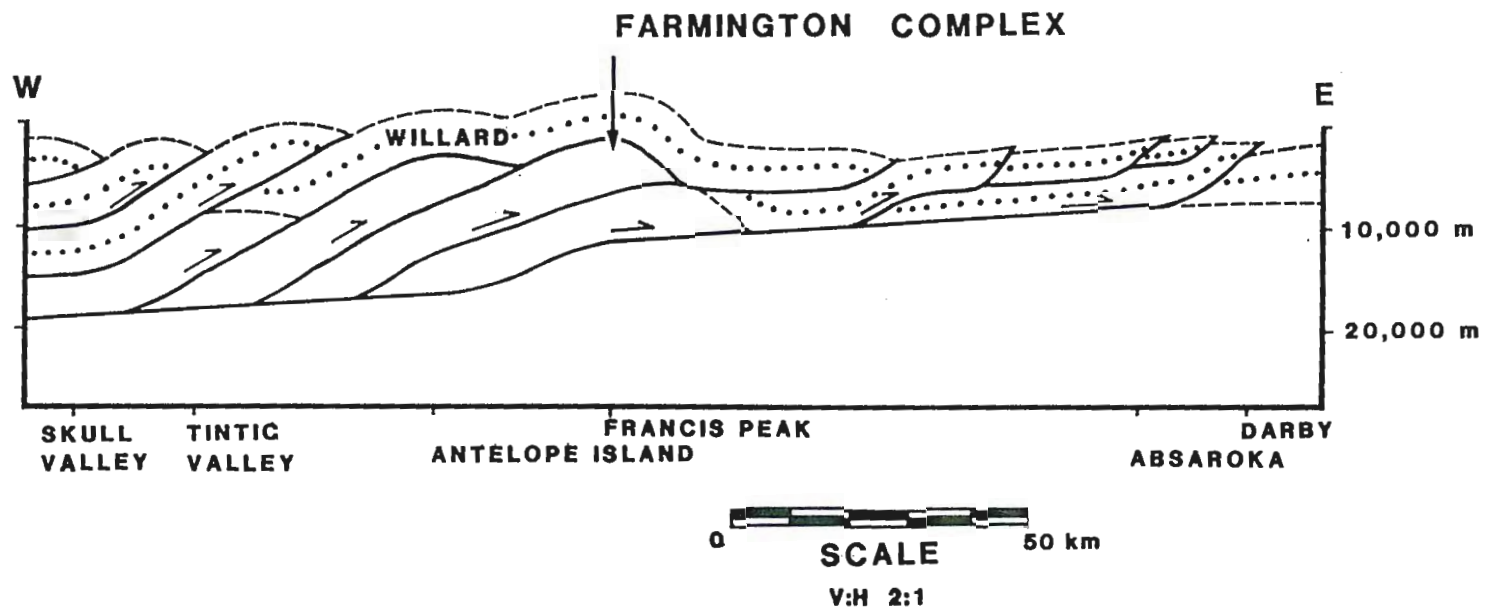 FARMINGTON COMPLEX
W
E
WILLARD
10,000 m
20,000 m
SKULL VALLEY
TINTIC VALLEY
ANTELOPE ISLAND
FRANCIS PEAK
ABSAROKA
DARBY
0 50 km
SCALE
V:H 2:1